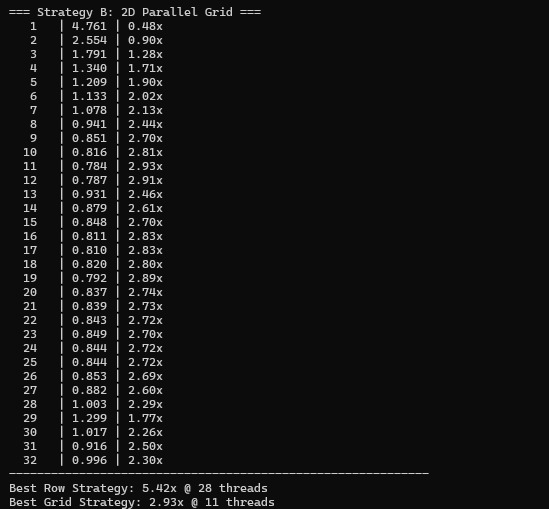 === Strategy B: 2D Parallel Grid ===
1 | 4.761 | 0.48x
2 | 2.554 | 0.90x
3 | 1.791 | 1.28x
4 | 1.340 | 1.71x
5 | 1.209 | 1.90x
6 | 1.133 | 2.02x
7 | 1.078 | 2.13x
8 | 0.941 | 2.44x
9 | 0.851 | 2.70x
10 | 0.816 | 2.81x
11 | 0.784 | 2.93x
12 | 0.787 | 2.91x
13 | 0.931 | 2.46x
14 | 0.879 | 2.61x
15 | 0.848 | 2.70x
16 | 0.811 | 2.83x
17 | 0.810 | 2.83x
18 | 0.820 | 2.80x
19 | 0.792 | 2.89x
20 | 0.837 | 2.74x
21 | 0.839 | 2.73x
22 | 0.843 | 2.72x
23 | 0.849 | 2.70x
24 | 0.844 | 2.72x
25 | 0.844 | 2.72x
26 | 0.853 | 2.69x
27 | 0.882 | 2.60x
28 | 1.003 | 2.29x
29 | 1.299 | 1.77x
30 | 1.017 | 2.26x
31 | 0.916 | 2.50x
32 | 0.996 | 2.30x
------------------------------------------------------------
Best Row Strategy: 5.42x @ 28 threads
Best Grid Strategy: 2.93x @ 11 threads